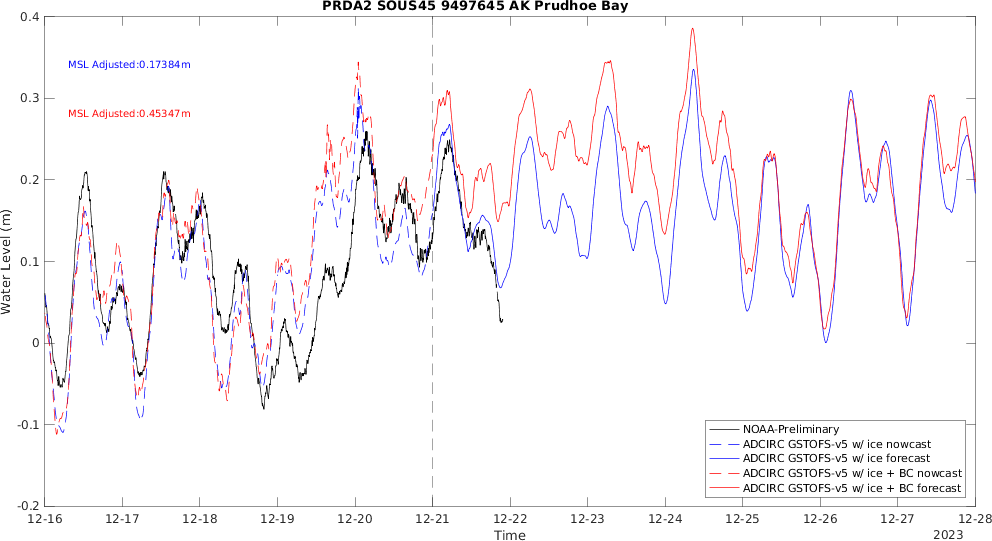 PRDA2 SOUS45 9497645 AK Prudhoe Bay
MSL Adjusted:0.17384m
MSL Adjusted:0.45347m
Water Level (m)
0.4
0.3
0.2
0.1
0
-0.1
-0.2
12-16 12-17 12-18 12-19 12-20 12-21 12-22 12-23 12-24 12-25 12-26 12-27 12-28
Time
2023
NOAA-Preliminary
ADCIRC GSTOFS-v5 w/ ice nowcast
ADCIRC GSTOFS-v5 w/ ice forecast
ADCIRC GSTOFS-v5 w/ ice + BC nowcast
ADCIRC GSTOFS-v5 w/ ice + BC forecast